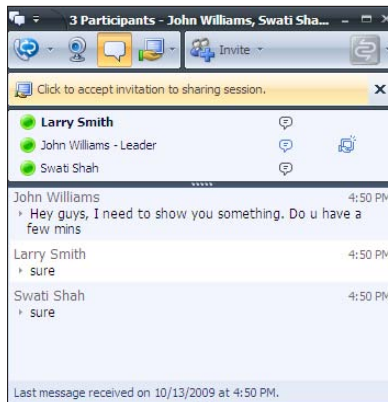 3 Participants - John Williams, Swati Sha...
Invite
Click to accept invitation to sharing session.
Larry Smith
John Williams - Leader
Swati Shah
John Williams 4:50 PM
Hey guys, I need to show you something. Do u have a
few mins
Larry Smith 4:50 PM
sure
Swati Shah 4:50 PM
sure
Last message received on 10/13/2009 at 4:50 PM.